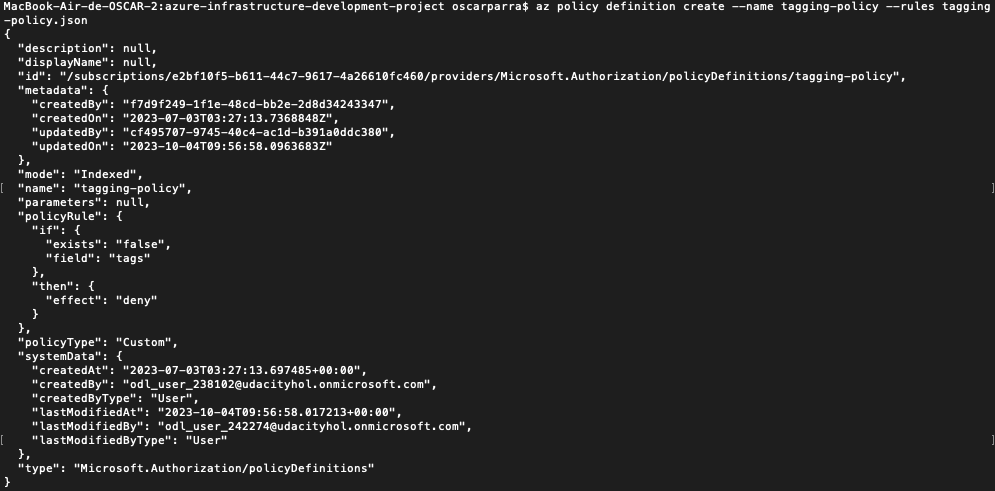 MacBook-Air-de-OSCAR-2:azure-infrastructure-development-project oscarparra$ az policy definition create --name tagging-policy --rules tagging
-policy.json
{
  "description": null,
  "displayName": null,
  "id": "/subscriptions/e2bf10f5-b611-44c7-9617-4a26610fc460/providers/Microsoft.Authorization/policyDefinitions/tagging-policy",
  "metadata": {
    "createdBy": "f7d9f249-1f1e-48cd-bb2e-2d8d34243347",
    "createdOn": "2023-07-03T03:27:13.7368848Z",
    "updatedBy": "cf495707-9745-40c4-ac1d-b391a0ddc380",
    "updatedOn": "2023-10-04T09:56:58.0963683Z"
  },
  "mode": "Indexed",
[  "name": "tagging-policy",                                                                                                                  ]
  "parameters": null,
  "policyRule": {
    "if": {
      "exists": "false",
      "field": "tags"
    },
    "then": {
      "effect": "deny"
    }
  },
  "policyType": "Custom",
  "systemData": {
    "createdAt": "2023-07-03T03:27:13.697485+00:00",
    "createdBy": "odl_user_238102@udacityhol.onmicrosoft.com",
    "createdByType": "User",
    "lastModifiedAt": "2023-10-04T09:56:58.017213+00:00",
    "lastModifiedBy": "odl_user_242274@udacityhol.onmicrosoft.com",
[    "lastModifiedByType": "User"                                                                                                                  ]
  },
  "type": "Microsoft.Authorization/policyDefinitions"
}